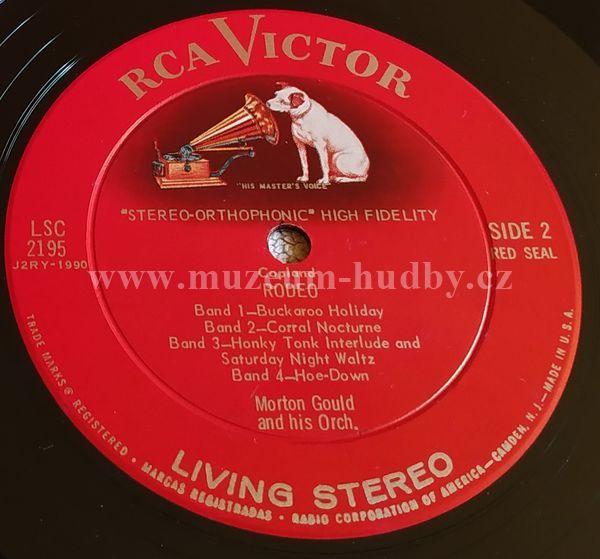 RCA VICTOR
"HIS MASTER'S VOICE"
"STEREO-ORTHOPHONIC" HIGH FIDELITY
LSC
2195
J2RY-1990
SIDE 2
RED SEAL
www.muzeum-hudby.cz
Copland
RODEO
Band 1—Buckaroo Holiday
Band 2—Corral Nocturne
Band 3—Honky Tonk Interlude and
Saturday Night Waltz
Band 4—Hoe-Down
Morton Gould
and his Orch.
LIVING STEREO
TRADE MARKS ® REGISTERED • MARCAS REGISTRADAS • RADIO CORPORATION OF AMERICA—CAMDEN, N. J.—MADE IN U.S.A.